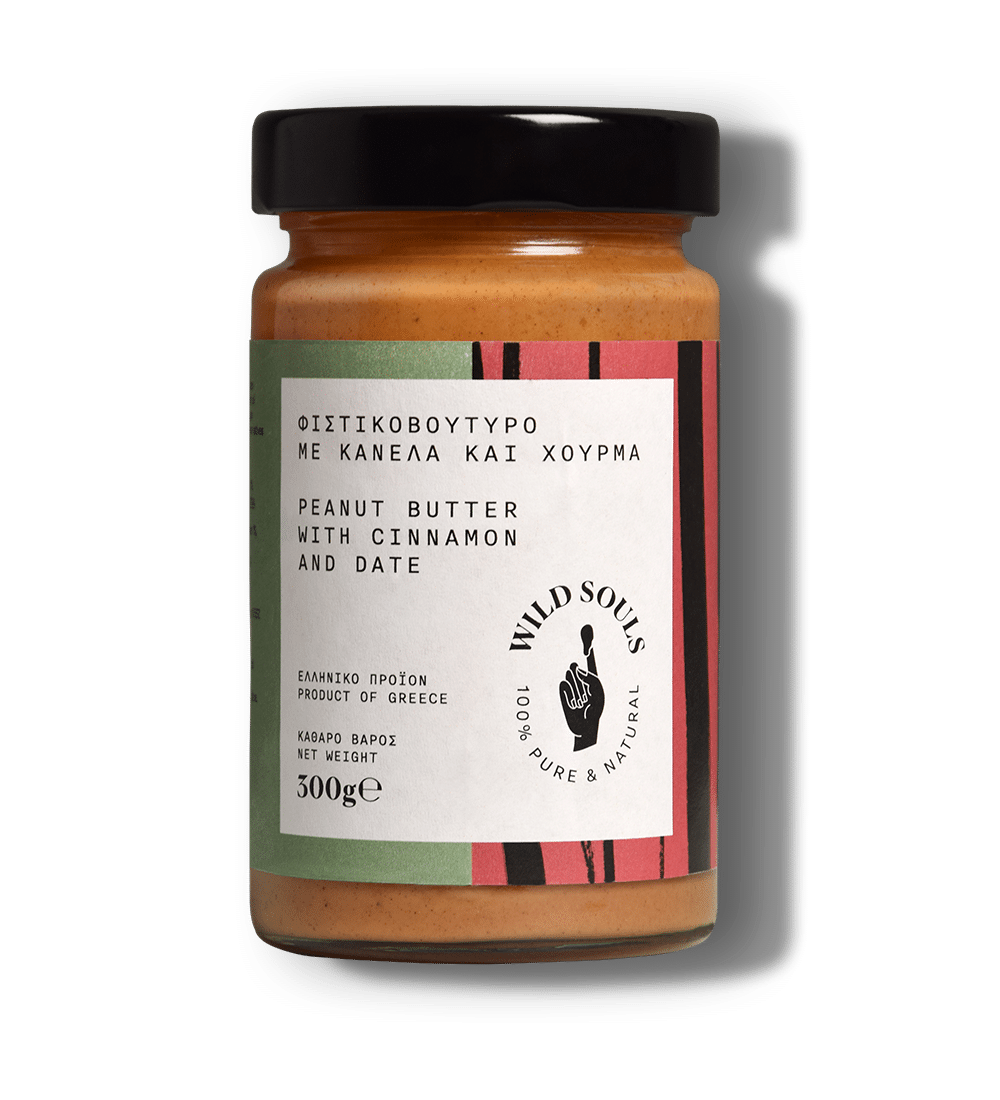 ΦΙΣΤΙΚΟΒΟΥΤΥΡΟ
ΜΕ ΚΑΝΕΛΑ ΚΑΙ ΧΟΥΡΜΑ
PEANUT BUTTER
WITH CINNAMON
AND DATE
WILD SOULS
100% PURE & NATURAL
ΕΛΛΗΝΙΚΟ ΠΡΟΪΟΝ
PRODUCT OF GREECE
ΚΑΘΑΡΟ ΒΑΡΟΣ
NET WEIGHT
300g℮